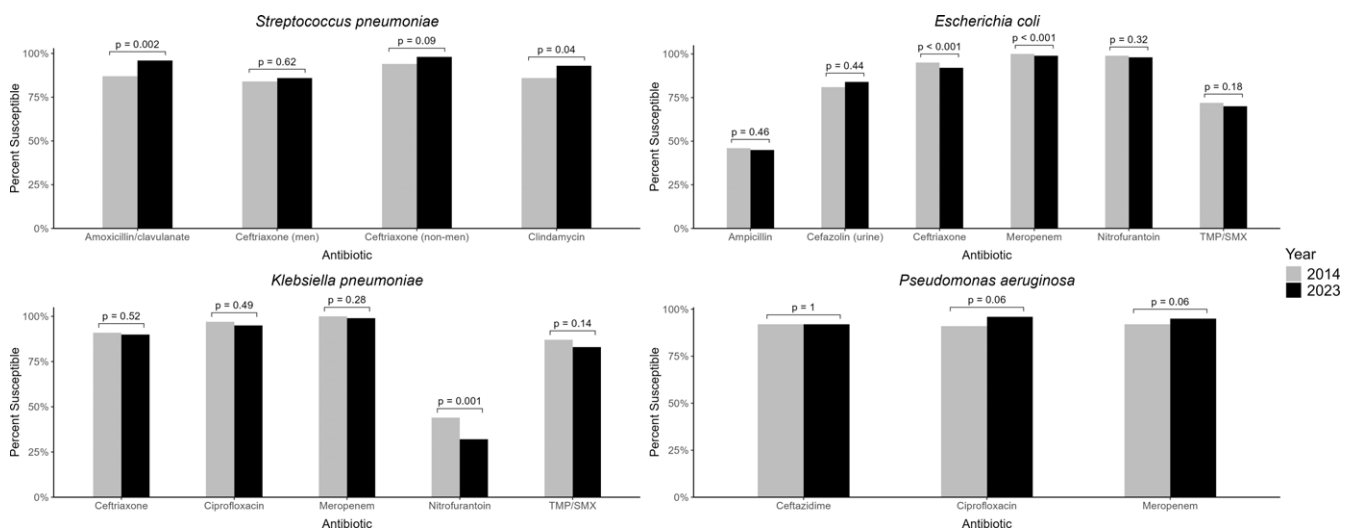 Streptococcus pneumoniae
Percent Susceptible
100%
75%
50%
25%
0%
p = 0.002
p = 0.62
p = 0.09
p = 0.04
Amoxicillin/clavulanate
Ceftriaxone (men)
Ceftriaxone (non-men)
Clindamycin
Antibiotic
Escherichia coli
Percent Susceptible
100%
75%
50%
25%
0%
p = 0.46
p = 0.44
p < 0.001
p < 0.001
p = 0.32
p = 0.18
Ampicillin
Cefazolin (urine)
Ceftriaxone
Meropenem
Nitrofurantoin
TMP/SMX
Antibiotic
Year
2014
2023
Klebsiella pneumoniae
Percent Susceptible
100%
75%
50%
25%
0%
p = 0.52
p = 0.49
p = 0.28
p = 0.001
p = 0.14
Ceftriaxone
Ciprofloxacin
Meropenem
Nitrofurantoin
TMP/SMX
Antibiotic
Pseudomonas aeruginosa
Percent Susceptible
100%
75%
50%
25%
0%
p = 1
p = 0.06
p = 0.06
Ceftazidime
Ciprofloxacin
Meropenem
Antibiotic